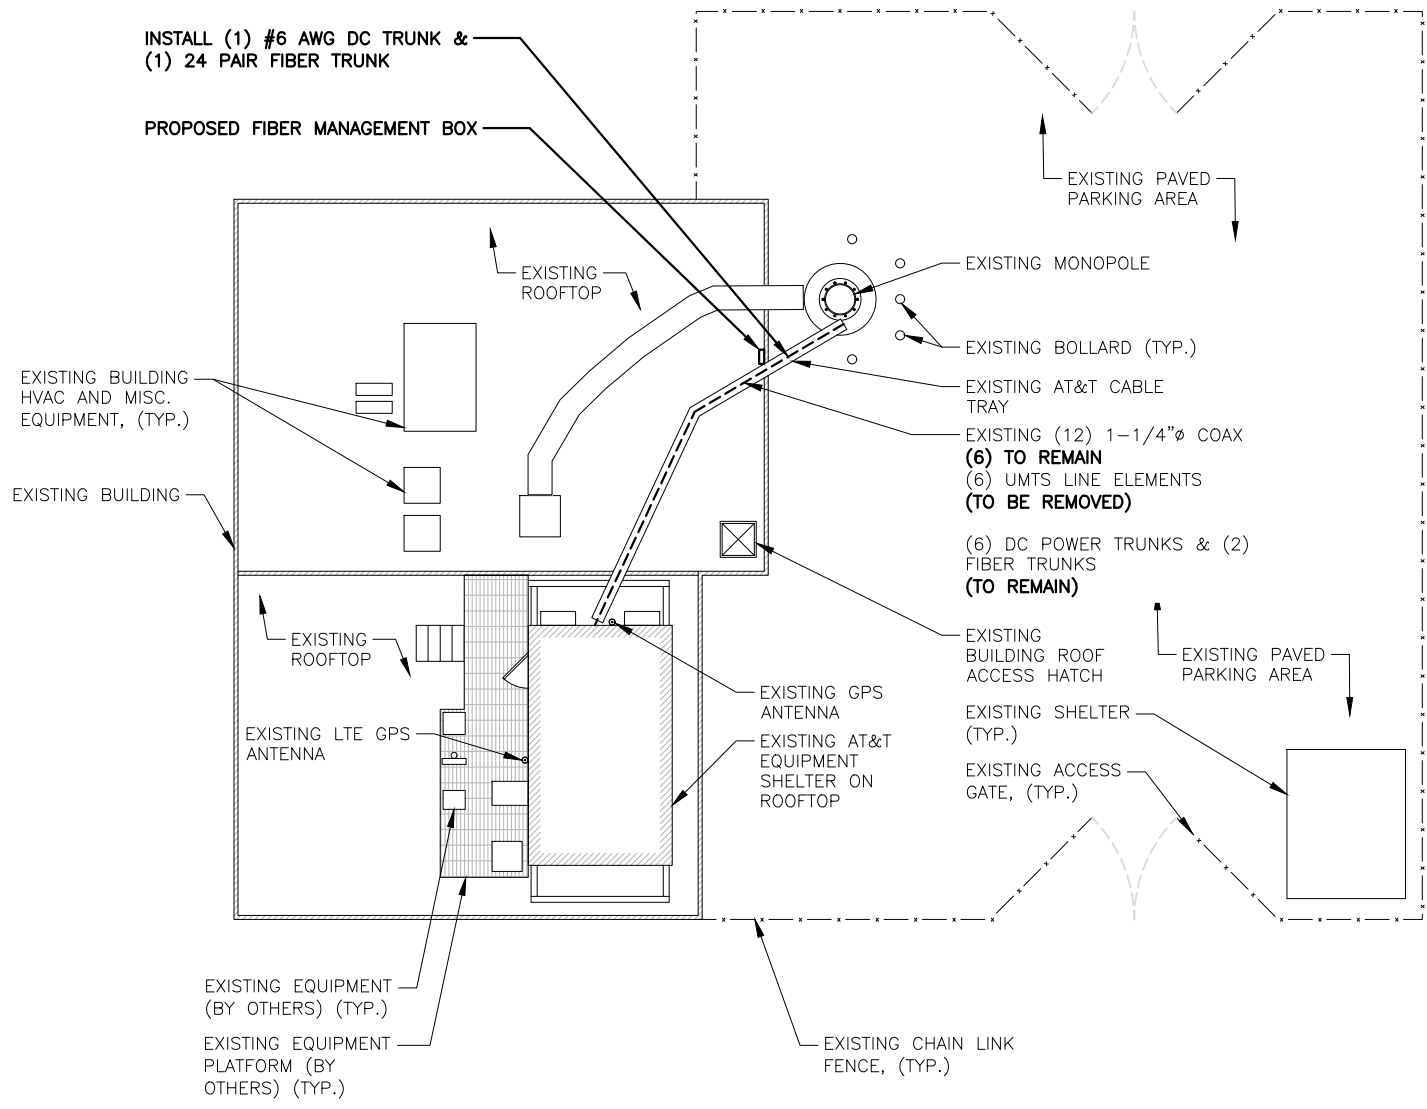 INSTALL (1) #6 AWG DC TRUNK &
(1) 24 PAIR FIBER TRUNK
PROPOSED FIBER MANAGEMENT BOX
EXISTING PAVED
PARKING AREA
EXISTING
ROOFTOP
EXISTING MONOPOLE
EXISTING BOLLARD (TYP.)
EXISTING BUILDING
HVAC AND MISC.
EQUIPMENT, (TYP.)
EXISTING AT&T CABLE
TRAY
EXISTING (12) 1-1/4"ø COAX
(6) TO REMAIN
(6) UMTS LINE ELEMENTS
(TO BE REMOVED)
(6) DC POWER TRUNKS & (2)
FIBER TRUNKS
(TO REMAIN)
EXISTING BUILDING
EXISTING
ROOFTOP
EXISTING
BUILDING ROOF
ACCESS HATCH
EXISTING PAVED
PARKING AREA
EXISTING GPS
ANTENNA
EXISTING SHELTER
(TYP.)
EXISTING LTE GPS
ANTENNA
EXISTING AT&T
EQUIPMENT
SHELTER ON
ROOFTOP
EXISTING ACCESS
GATE, (TYP.)
EXISTING EQUIPMENT
(BY OTHERS) (TYP.)
EXISTING EQUIPMENT
PLATFORM (BY
OTHERS) (TYP.)
EXISTING CHAIN LINK
FENCE, (TYP.)